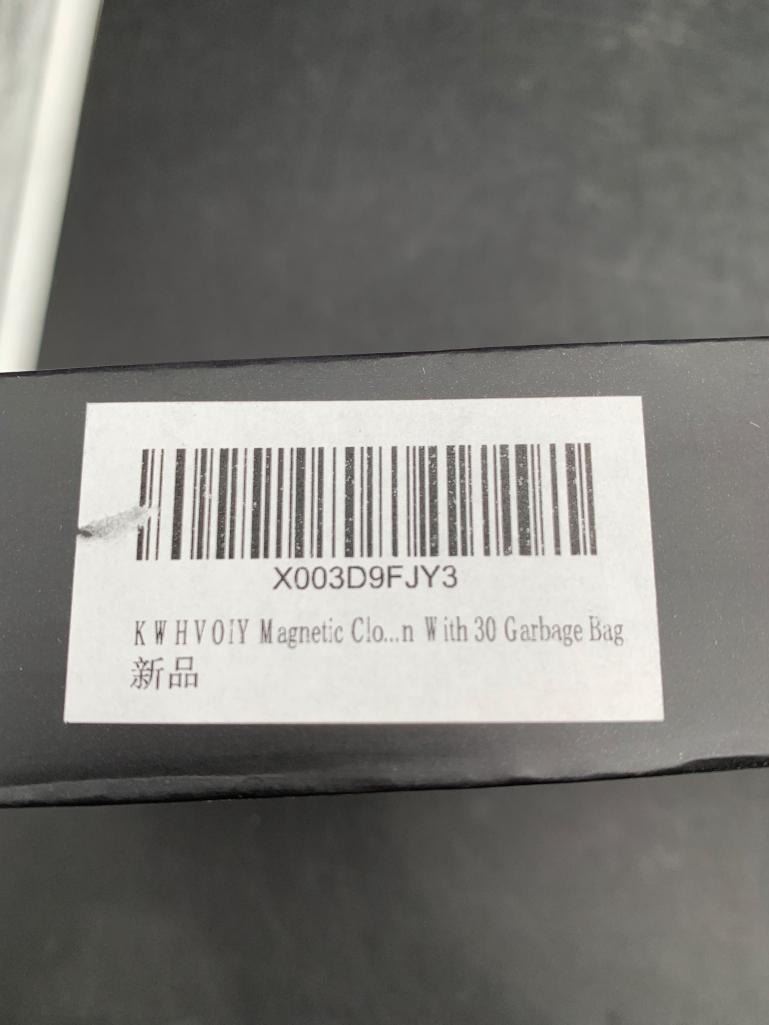 X003D9FJY3
KWHVOIY Magnetic Clo...n With 30 Garbage Bag
新品